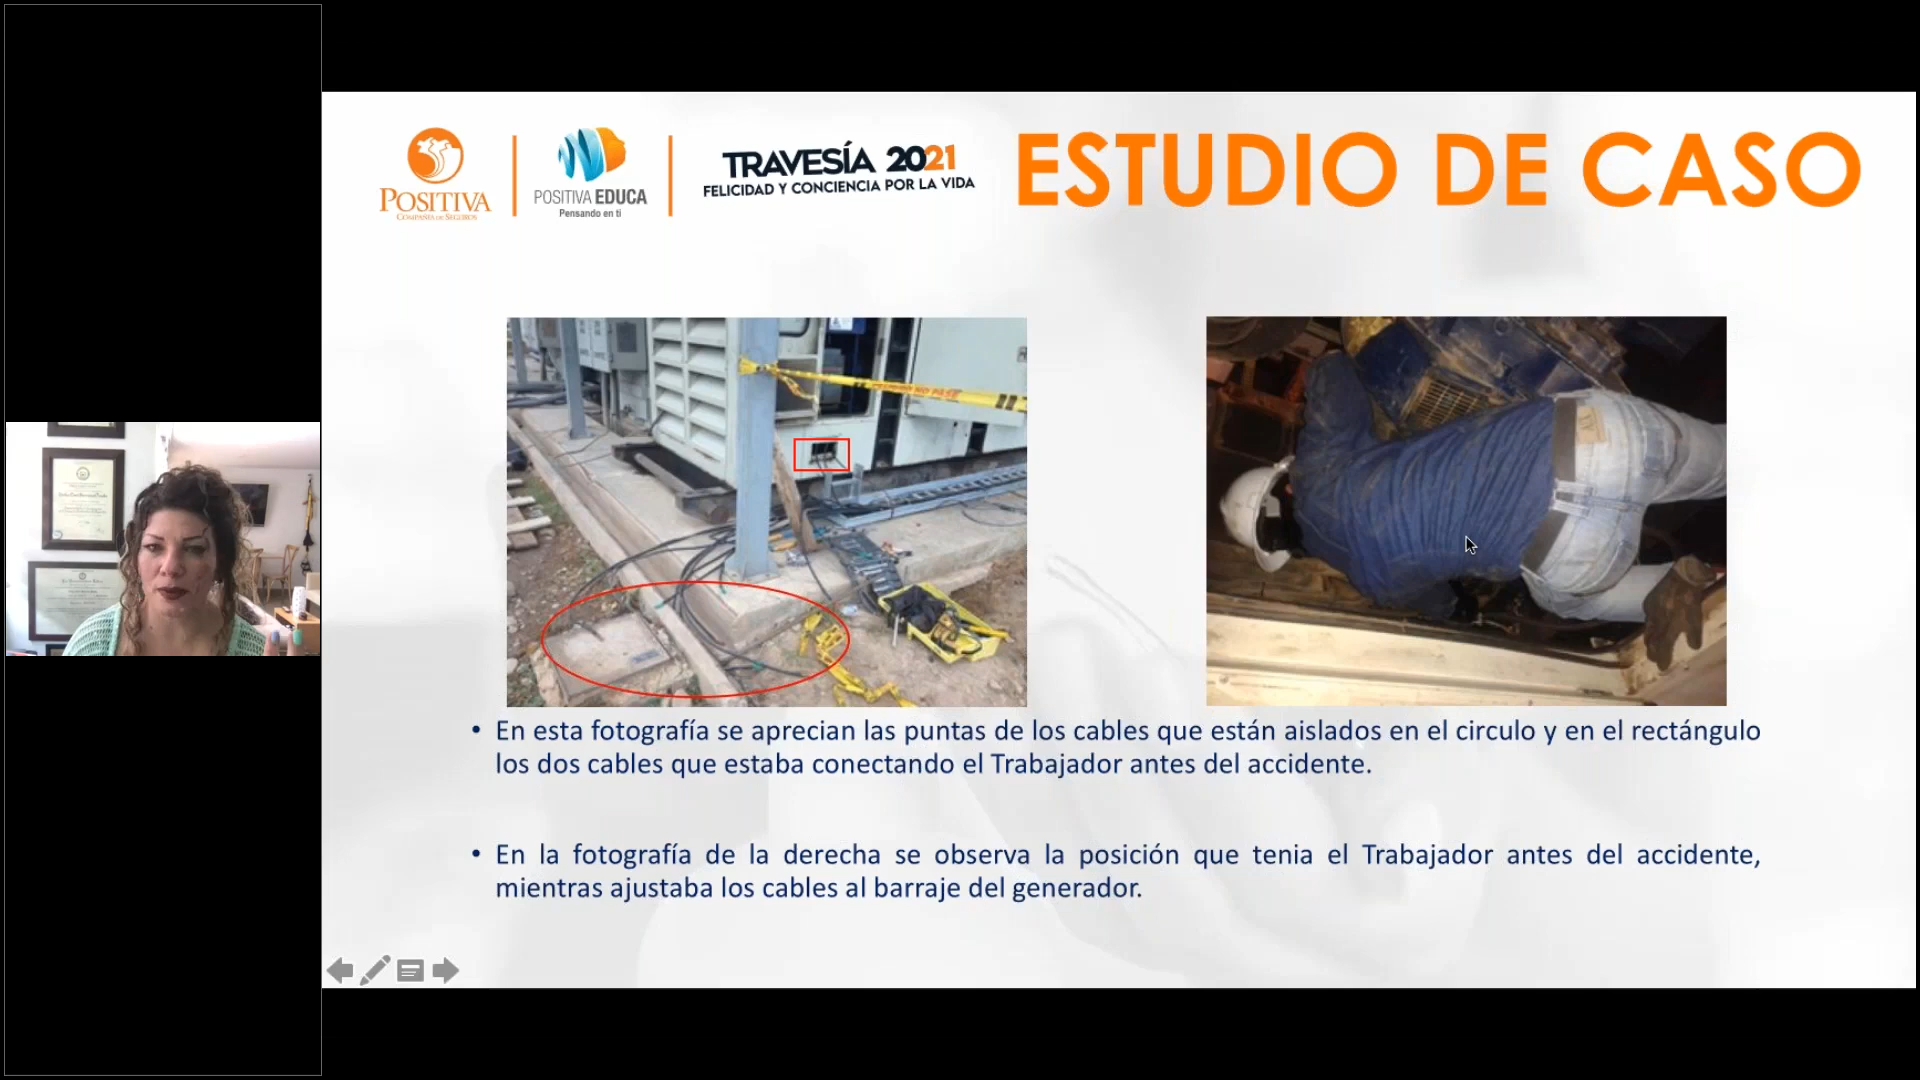 POSITIVA
COMPAÑÍA DE SEGUROS
POSITIVA EDUCA
Pensando en ti
TRAVESÍA 2021
FELICIDAD Y CONCIENCIA POR LA VIDA
ESTUDIO DE CASO
NO PASE
• En esta fotografía se aprecian las puntas de los cables que están aislados en el circulo y en el rectángulo
los dos cables que estaba conectando el Trabajador antes del accidente.
• En la fotografía de la derecha se observa la posición que tenia el Trabajador antes del accidente,
mientras ajustaba los cables al barraje del generador.